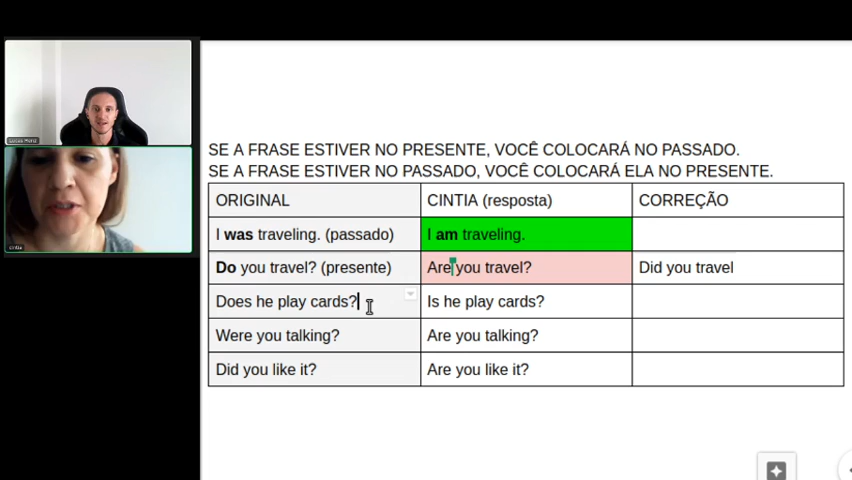 SE A FRASE ESTIVER NO PRESENTE, VOCÊ COLOCARÁ NO PASSADO.
SE A FRASE ESTIVER NO PASSADO, VOCÊ COLOCARÁ ELA NO PRESENTE.
ORIGINAL CINTIA (resposta) CORREÇÃO
I was traveling. (passado) I am traveling.
Do you travel? (presente) Are you travel? Did you travel
Does he play cards? Is he play cards?
Were you talking? Are you talking?
Did you like it? Are you like it?
Cintia